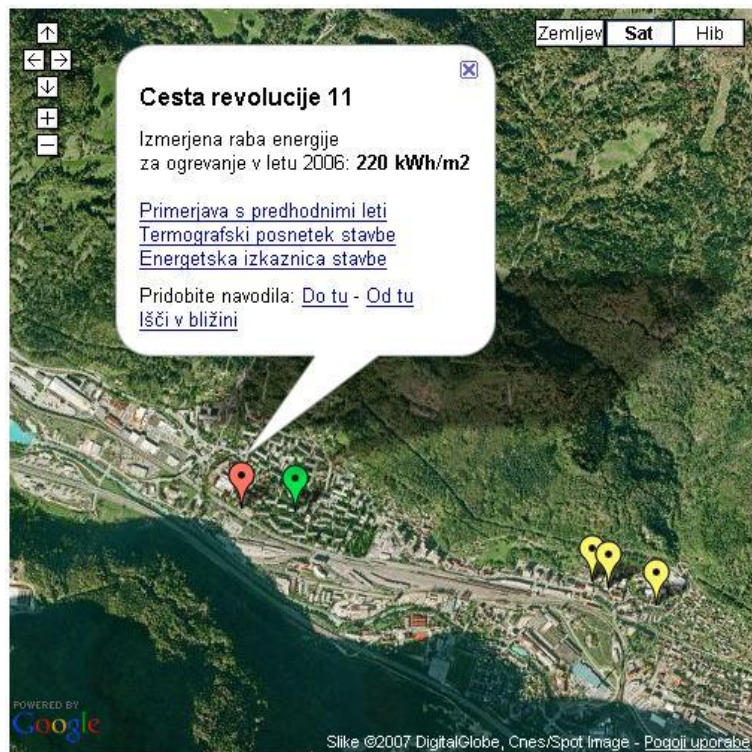 Zemljev Sat Hib
Cesta revolucije 11
Izmerjena raba energije
za ogrevanje v letu 2006: 220 kWh/m2
Primerjava s predhodnimi leti
Termografski posnetek stavbe
Energetska izkaznica stavbe
Pridobite navodila: Do tu - Od tu
Išči v bližini
POWERED BY
Google
Slike ©2007 DigitalGlobe, Cnes/Spot Image - Pogoji uporabe